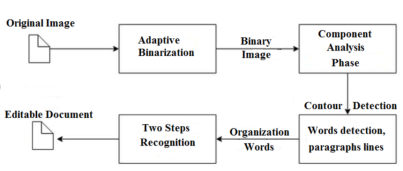 Original Image
Adaptive
Binarization
Binary
Image
Component
Analysis
Phase
Contour Detection
Words detection,
paragraphs lines
Organization
Words
Two Steps
Recognition
Editable Document